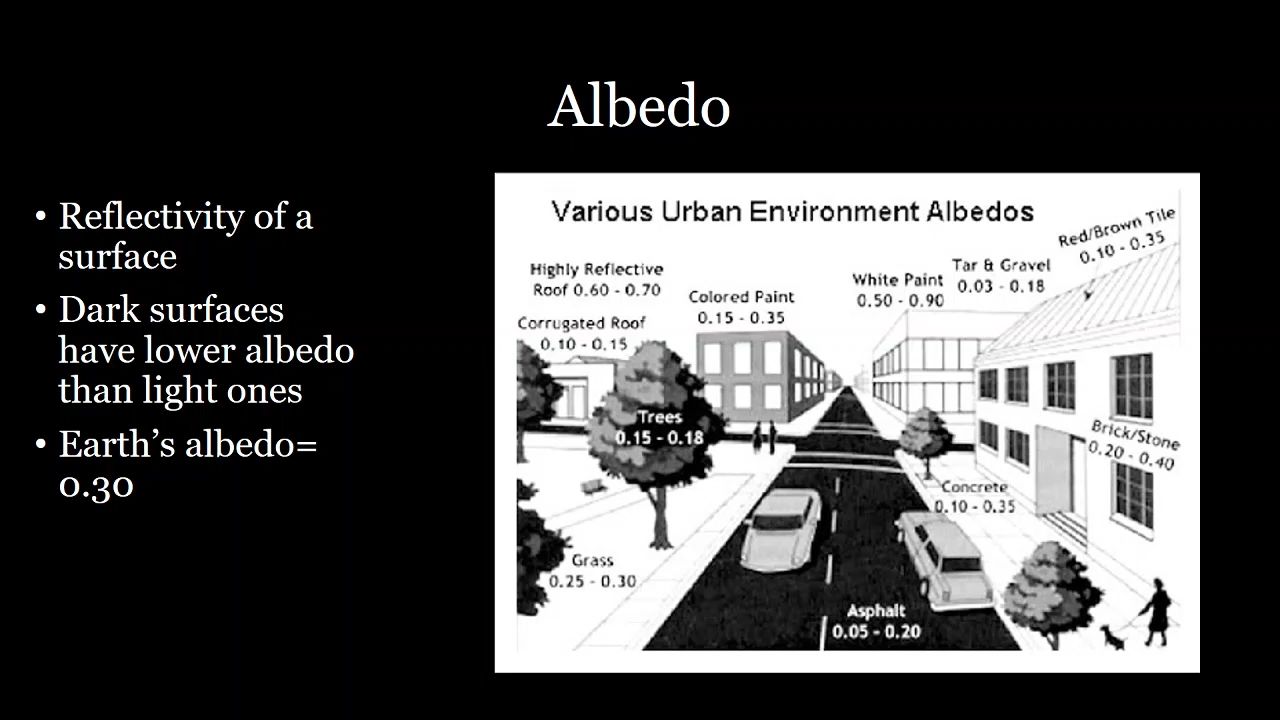 Albedo
• Reflectivity of a
surface
• Dark surfaces
have lower albedo
than light ones
• Earth’s albedo=
0.30
Various Urban Environment Albedos
Highly Reflective
Roof 0.60 - 0.70
Corrugated Roof
0.10 - 0.15
Colored Paint
0.15 - 0.35
White Paint
0.50 - 0.90
Tar & Gravel
0.03 - 0.18
Red/Brown Tile
0.10 - 0.35
Trees
0.15 - 0.18
Brick/Stone
0.20 - 0.40
Concrete
0.10 - 0.35
Grass
0.25 - 0.30
Asphalt
0.05 - 0.20